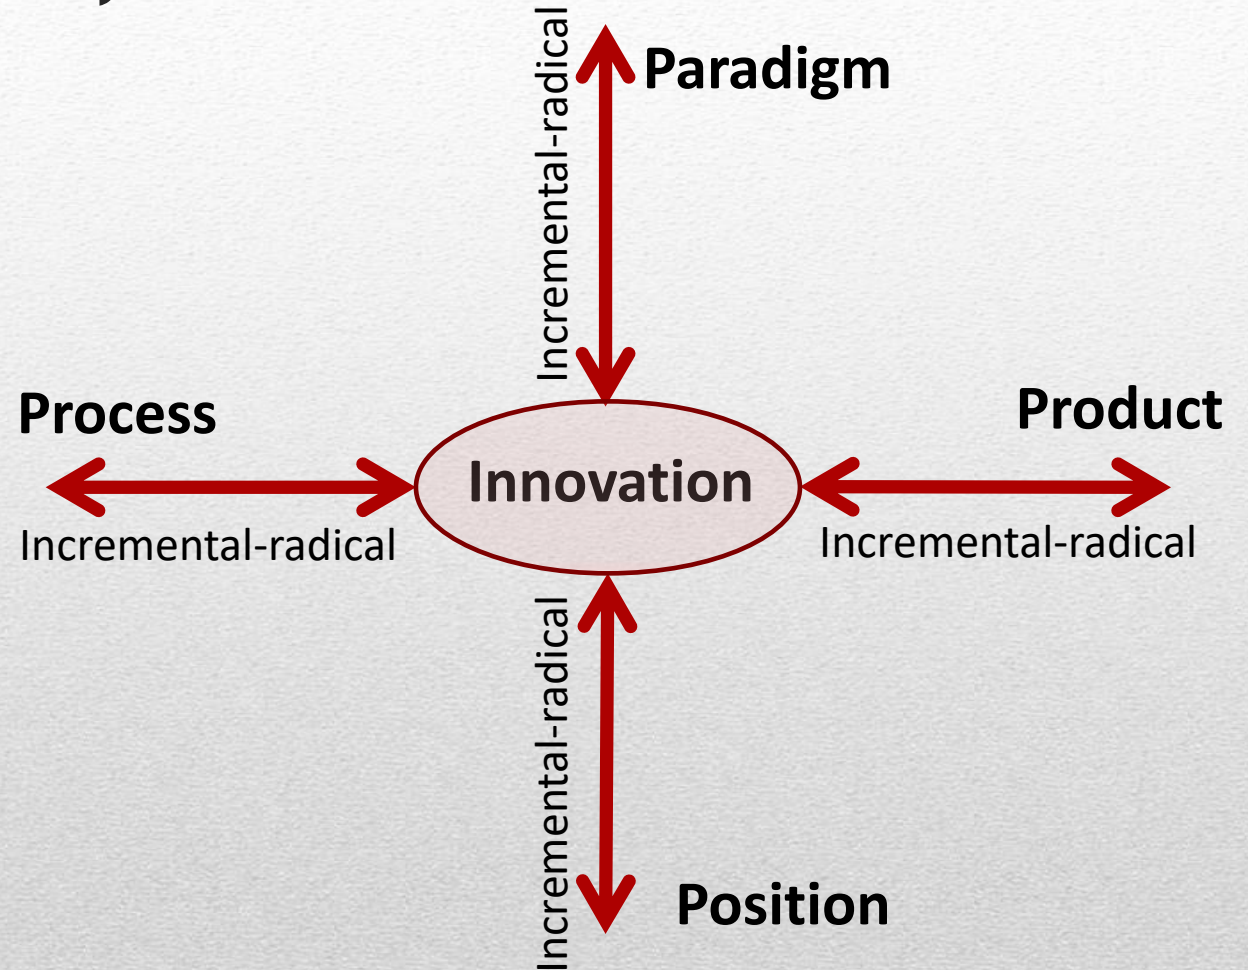 Incremental-radical
Paradigm
Process
Product
Innovation
Incremental-radical
Incremental-radical
Incremental-radical
Position